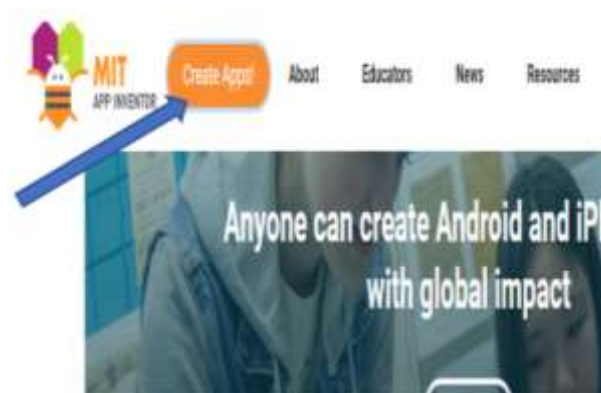 MIT
APP INVENTOR
Create Apps! About Educators News Resources
Anyone can create Android and iP
with global impact